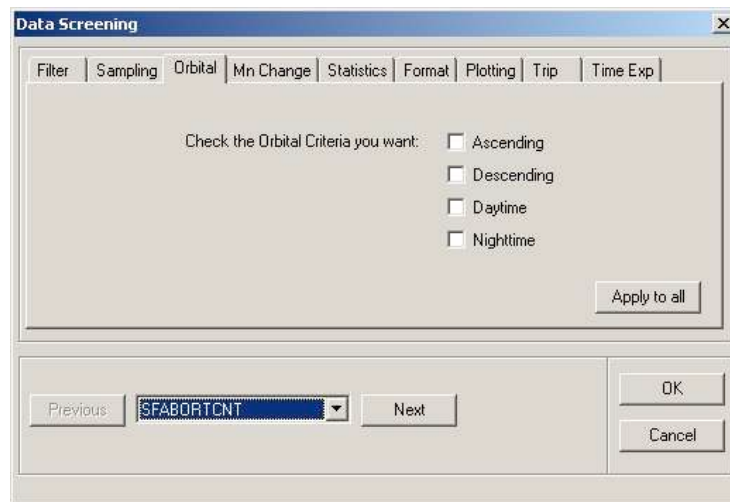 Data Screening
Filter Sampling Orbital Mn Change Statistics Format Plotting Trip Time Exp
Check the Orbital Criteria you want:
Ascending
Descending
Daytime
Nighttime
Apply to all
Previous SFABORTCNT Next
OK
Cancel